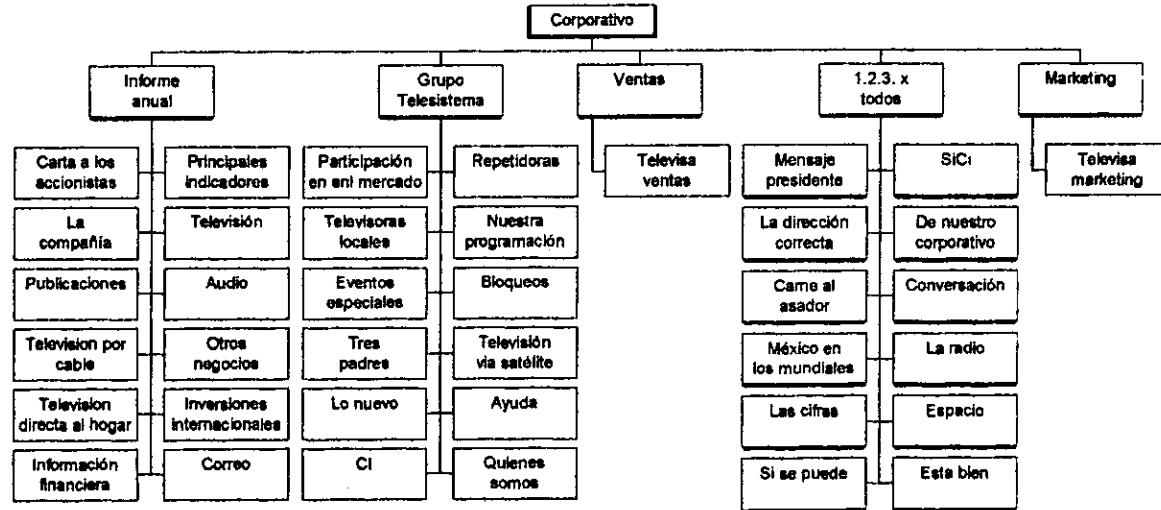 Corporativo
Informe
anual
Grupo
Telesistema
Ventas
1.2.3. x
todos
Marketing
Carta a los
accionistas
Principales
indicadores
Participación
en enl mercado
Repetidoras
Televisa
ventas
Mensaje
presidente
SiCi
Televisa
marketing
La
compañía
Televisión
Televisoras
locales
Nuestra
programación
La dirección
correcta
De nuestro
corporativo
Publicaciones
Audio
Eventos
especiales
Bloqueos
Carne al
asador
Conversación
Television por
cable
Otros
negocios
Tres
padres
Televisión
via satélite
México en
los mundiales
La radio
Television
directa al hogar
Inversiones
internacionales
Lo nuevo
Ayuda
Las cifras
Espacio
Información
financiera
Correo
CI
Quienes
somos
Si se puede
Esta bien